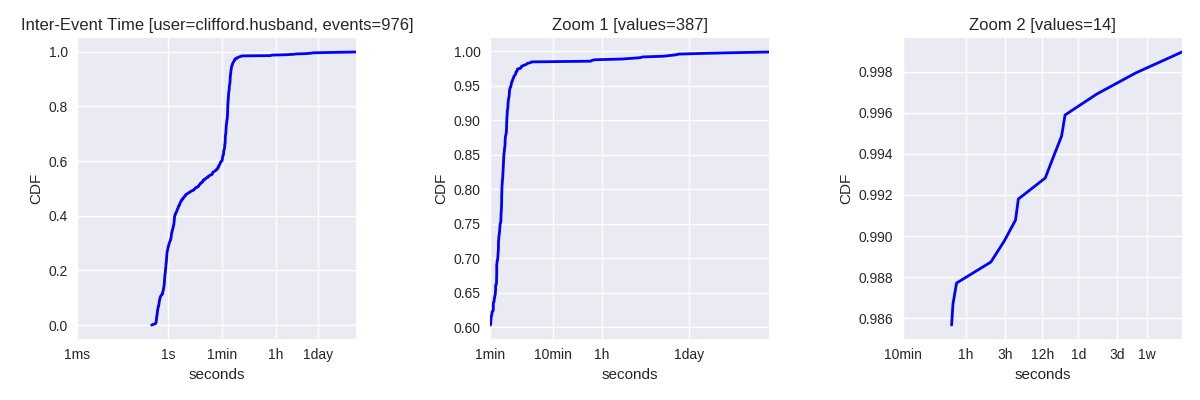 Inter-Event Time [user=clifford.husband, events=976]
CDF
1.0
0.8
0.6
0.4
0.2
0.0
1ms 1s 1min 1h 1day
seconds
Zoom 1 [values=387]
CDF
1.00
0.95
0.90
0.85
0.80
0.75
0.70
0.65
0.60
1min 10min 1h 1day
seconds
Zoom 2 [values=14]
CDF
0.998
0.996
0.994
0.992
0.990
0.988
0.986
10min 1h 3h 12h 1d 3d 1w
seconds